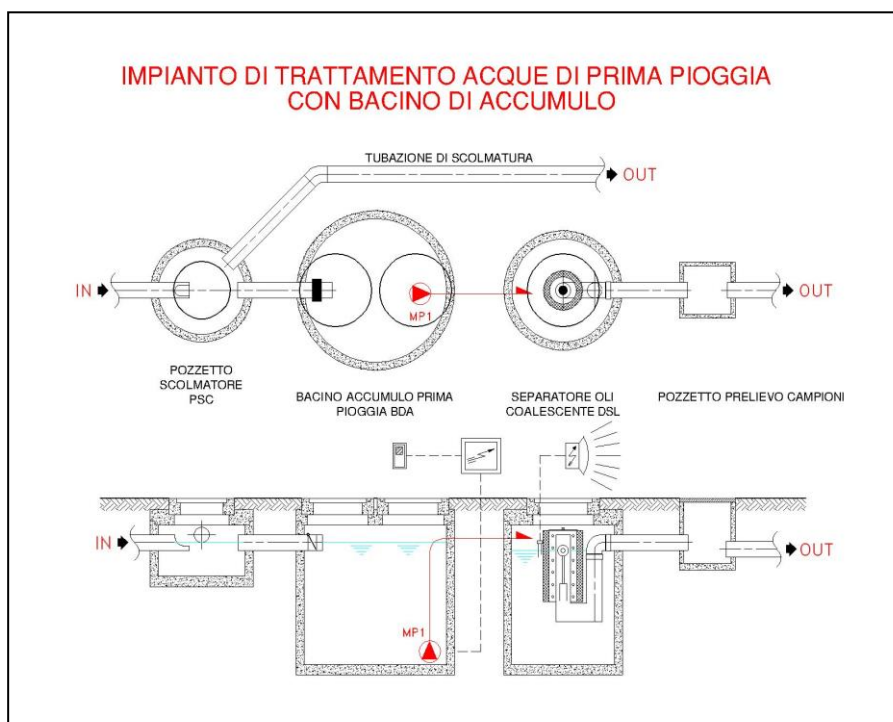 IMPIANTO DI TRATTAMENTO ACQUE DI PRIMA PIOGGIA
CON BACINO DI ACCUMULO
TUBAZIONE DI SCOLMATURA
OUT
IN
MP1
OUT
POZZETTO
SCOLMATORE
PSC
BACINO ACCUMULO PRIMA
PIOGGIA BDA
SEPARATORE OLI
COALESCENTE DSL
POZZETTO PRELIEVO CAMPIONI
IN
OUT
MP1